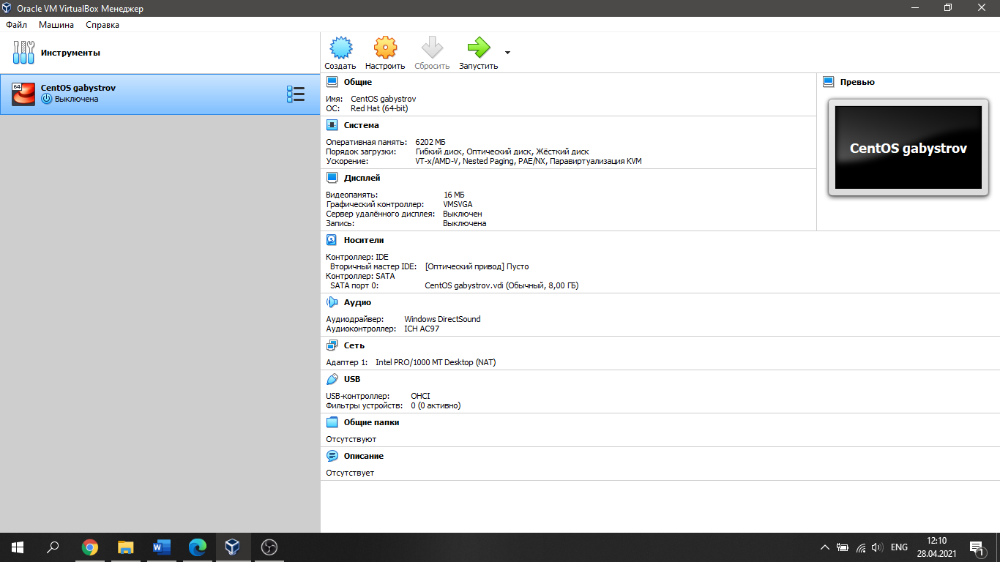 Oracle VM VirtualBox Менеджер
Файл Машина Справка
Инструменты
Создать Настроить Сбросить Запустить
64
CentOS gabystrov
Выключена
Общие
Имя: CentOS gabystrov
ОС: Red Hat (64-bit)
Система
Оперативная память: 6202 МБ
Порядок загрузки: Гибкий диск, Оптический диск, Жёсткий диск
Ускорение: VT-x/AMD-V, Nested Paging, PAE/NX, Паравиртуализация KVM
Дисплей
Видеопамять: 16 МБ
Графический контроллер: VMSVGA
Сервер удалённого дисплея: Выключен
Запись: Выключена
Превью
CentOS gabystrov
Носители
Контроллер: IDE
Вторичный мастер IDE: [Оптический привод] Пусто
Контроллер: SATA
SATA порт 0: CentOS gabystrov.vdi (Обычный, 8,00 ГБ)
Аудио
Аудиодрайвер: Windows DirectSound
Аудиоконтроллер: ICH AC97
Сеть
Адаптер 1: Intel PRO/1000 MT Desktop (NAT)
USB
USB-контроллер: OHCI
Фильтры устройств: 0 (0 активно)
Общие папки
Отсутствуют
Описание
Отсутствует
W
ENG
12:10
28.04.2021
1